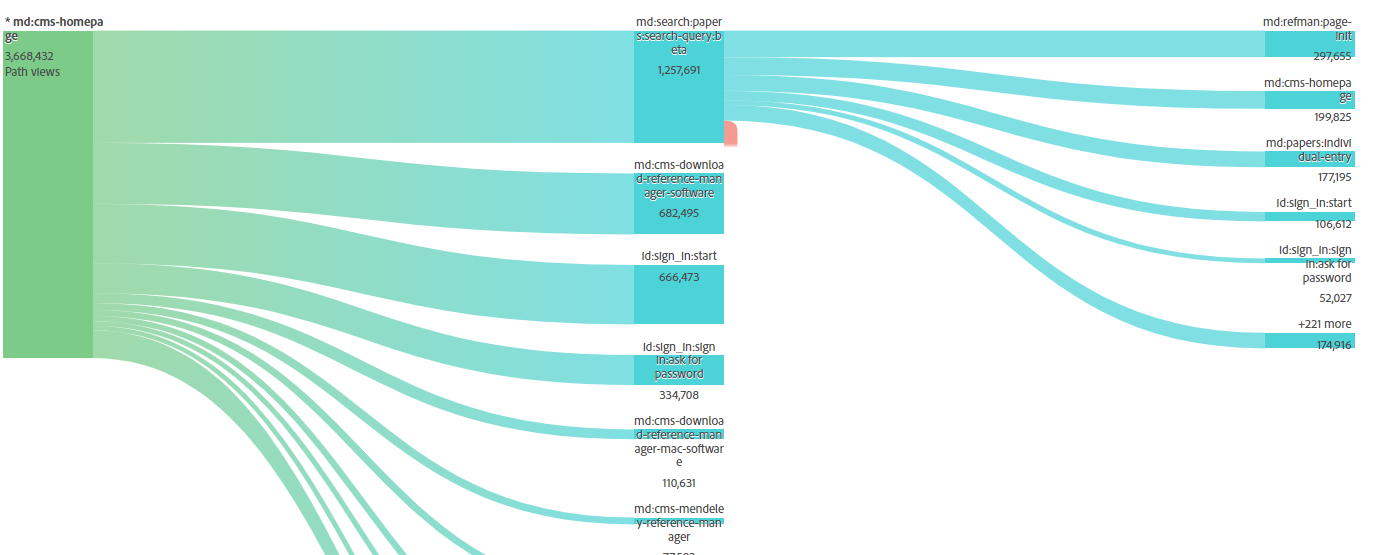 * md:cms-homepa
ge
3,668,432
Path views
md:search:paper
s:search-query:b
eta
1,257,691
md:cms-downloa
d-reference-man
ager-software
682,495
id:sign_in:start
666,473
id:sign_in:sign
in:ask for
password
334,708
md:cms-downloa
d-reference-man
ager-mac-softwar
e
110,631
md:cms-mendele
y-reference-man
ager
md:refman:page-
init
297,655
md:cms-homepa
ge
199,825
md:papers:indivi
dual-entry
177,195
id:sign_in:start
106,612
id:sign_in:sign
in:ask for
password
52,027
+221 more
174,916